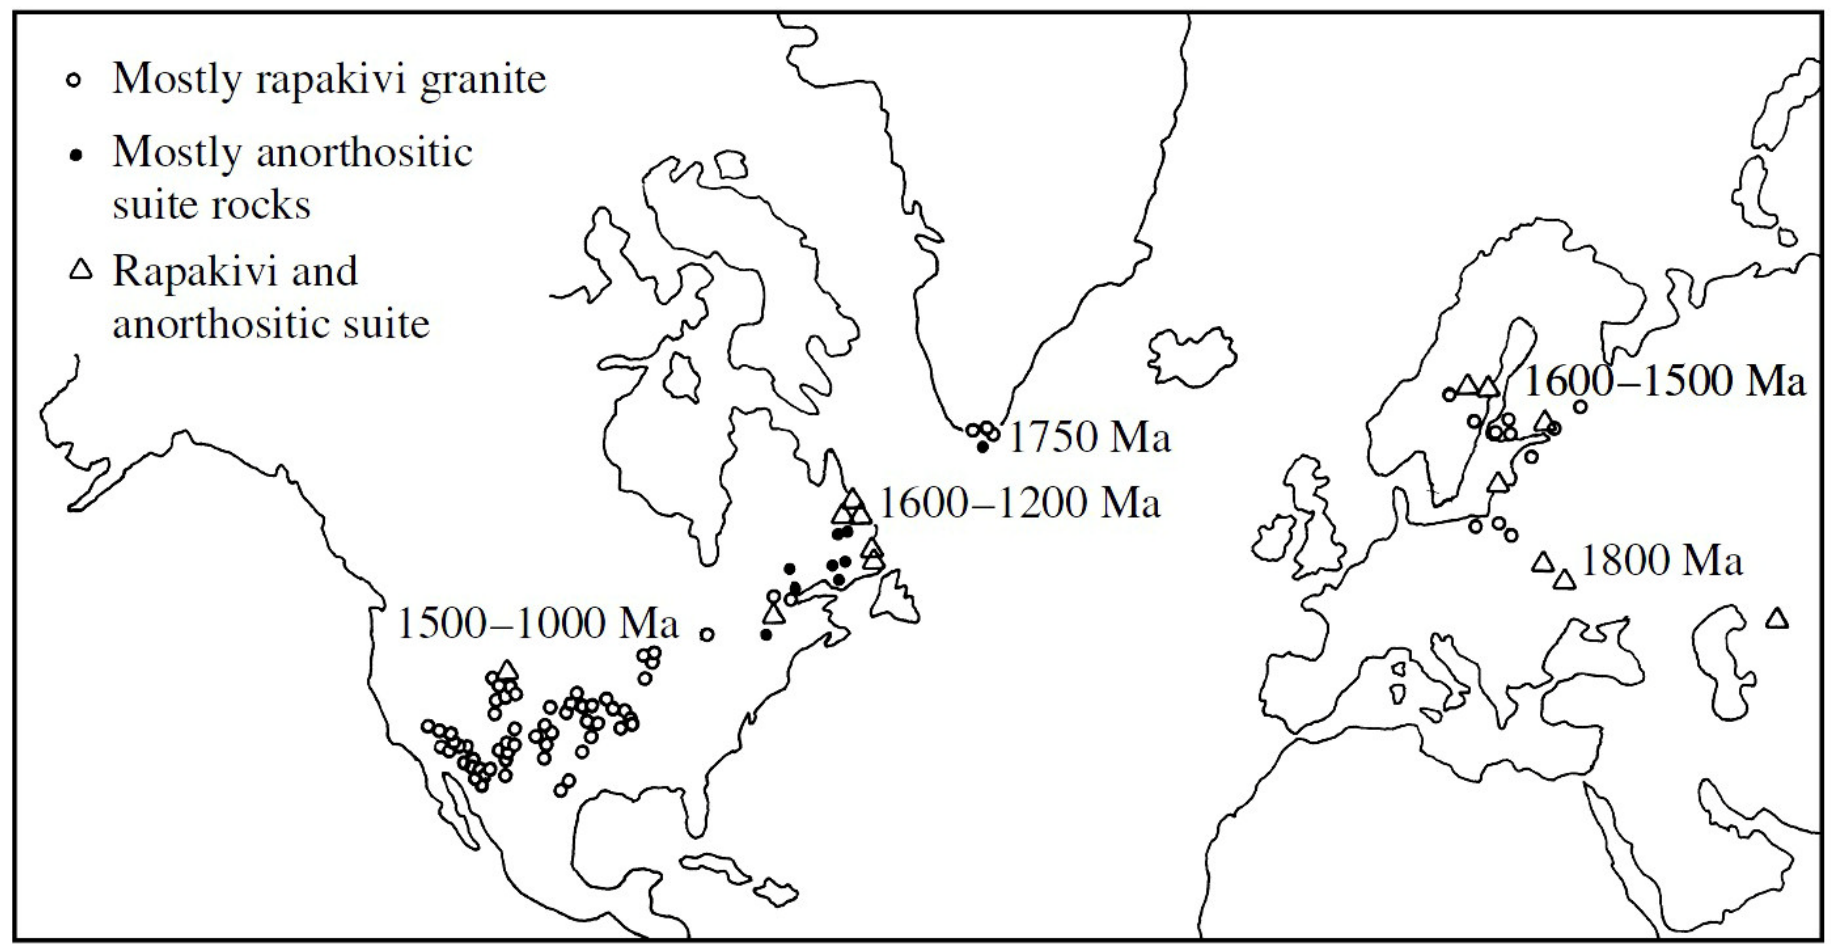 Mostly rapakivi granite
Mostly anorthositic
suite rocks
Rapakivi and
anorthositic suite
1600–1500 Ma
1750 Ma
1600–1200 Ma
1800 Ma
1500–1000 Ma